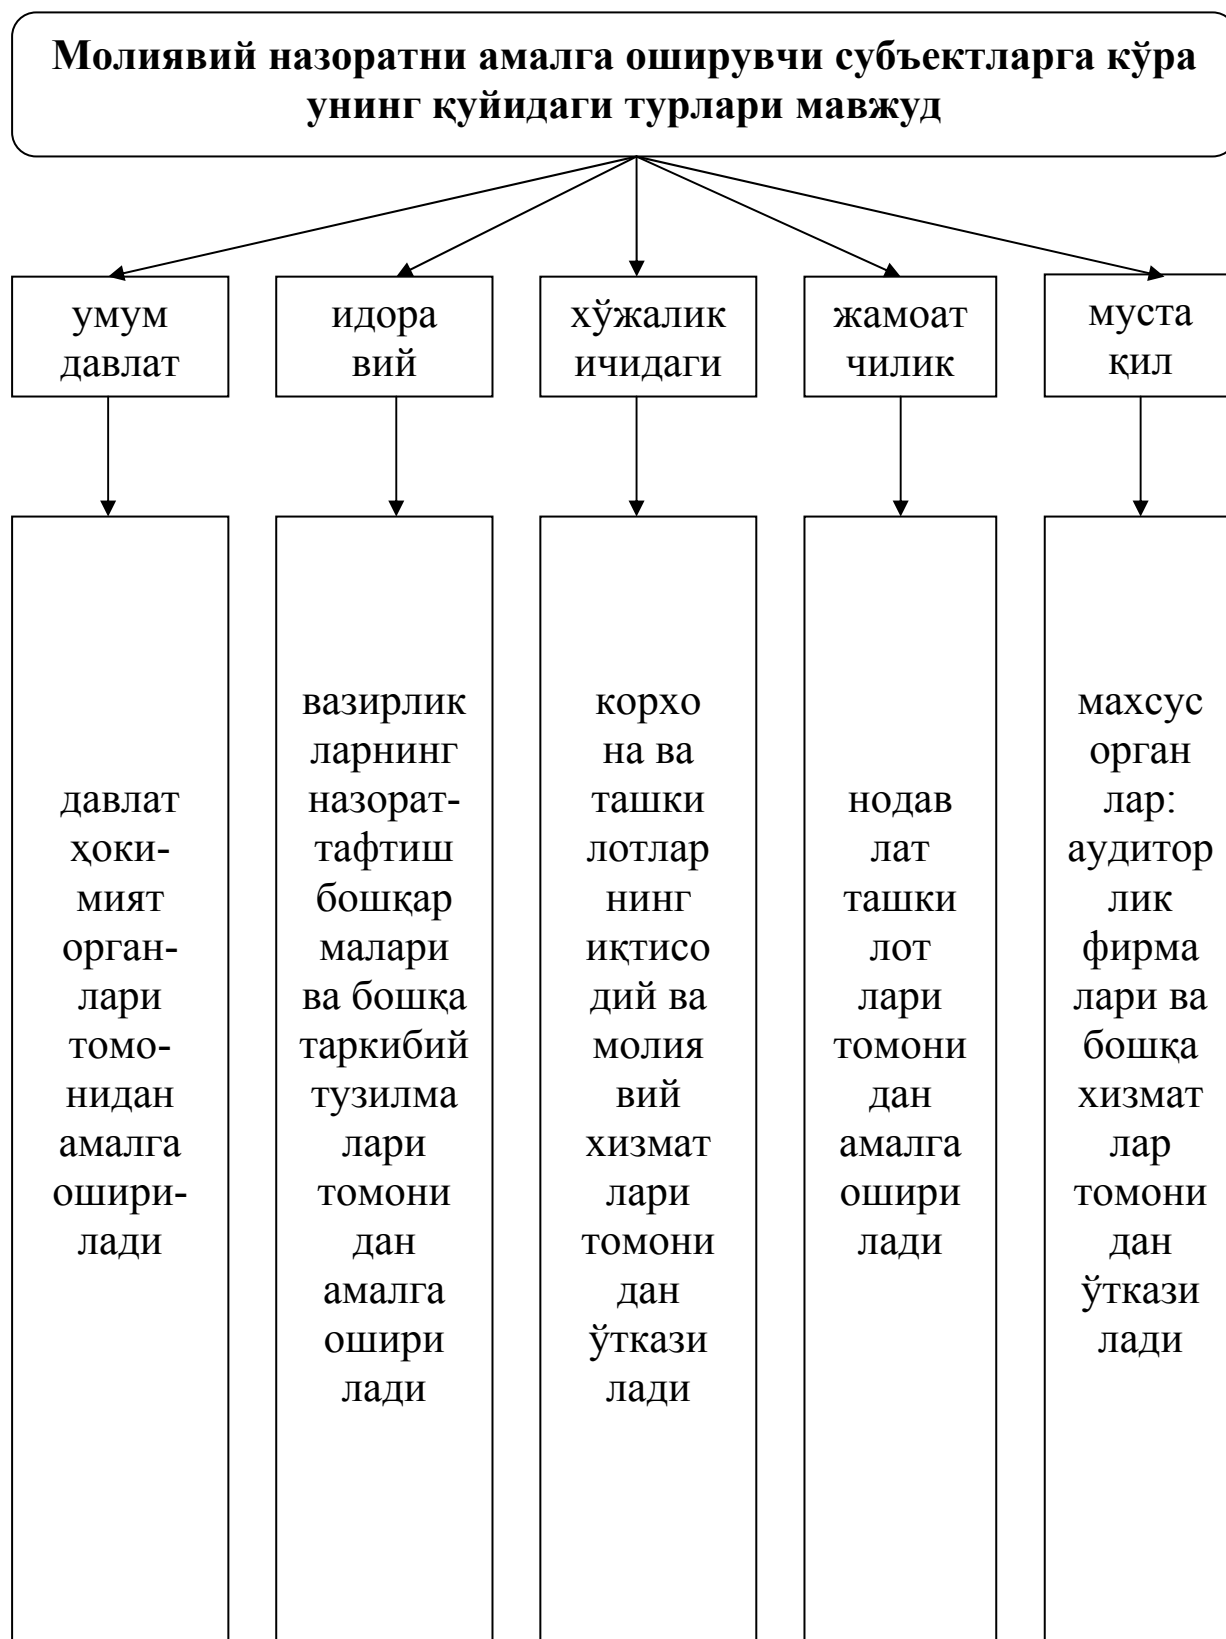 Молиявий назоратни амалга оширувчи субъектларга кўра
унинг қуйидаги турлари мавжуд
умум
давлат
идора
вий
хўжалик
ичидаги
жамоат
чилик
муста
қил
давлат
ҳоки-
мият
орган-
лари
томо-
нидан
амалга
ошири-
лади
вазирлик
ларнинг
назорат-
тафтиш
бошқар
малари
ва бошқа
таркибий
тузилма
лари
томони
дан
амалга
ошири
лади
корхо
на ва
ташки
лотлар
нинг
иқтисо
дий ва
молия
вий
хизмат
лари
томони
дан
ўткази
лади
нодав
лат
ташки
лот
лари
томони
дан
амалга
ошири
лади
махсус
орган
лар:
аудитор
лик
фирма
лари ва
бошқа
хизмат
лар
томони
дан
ўткази
лади